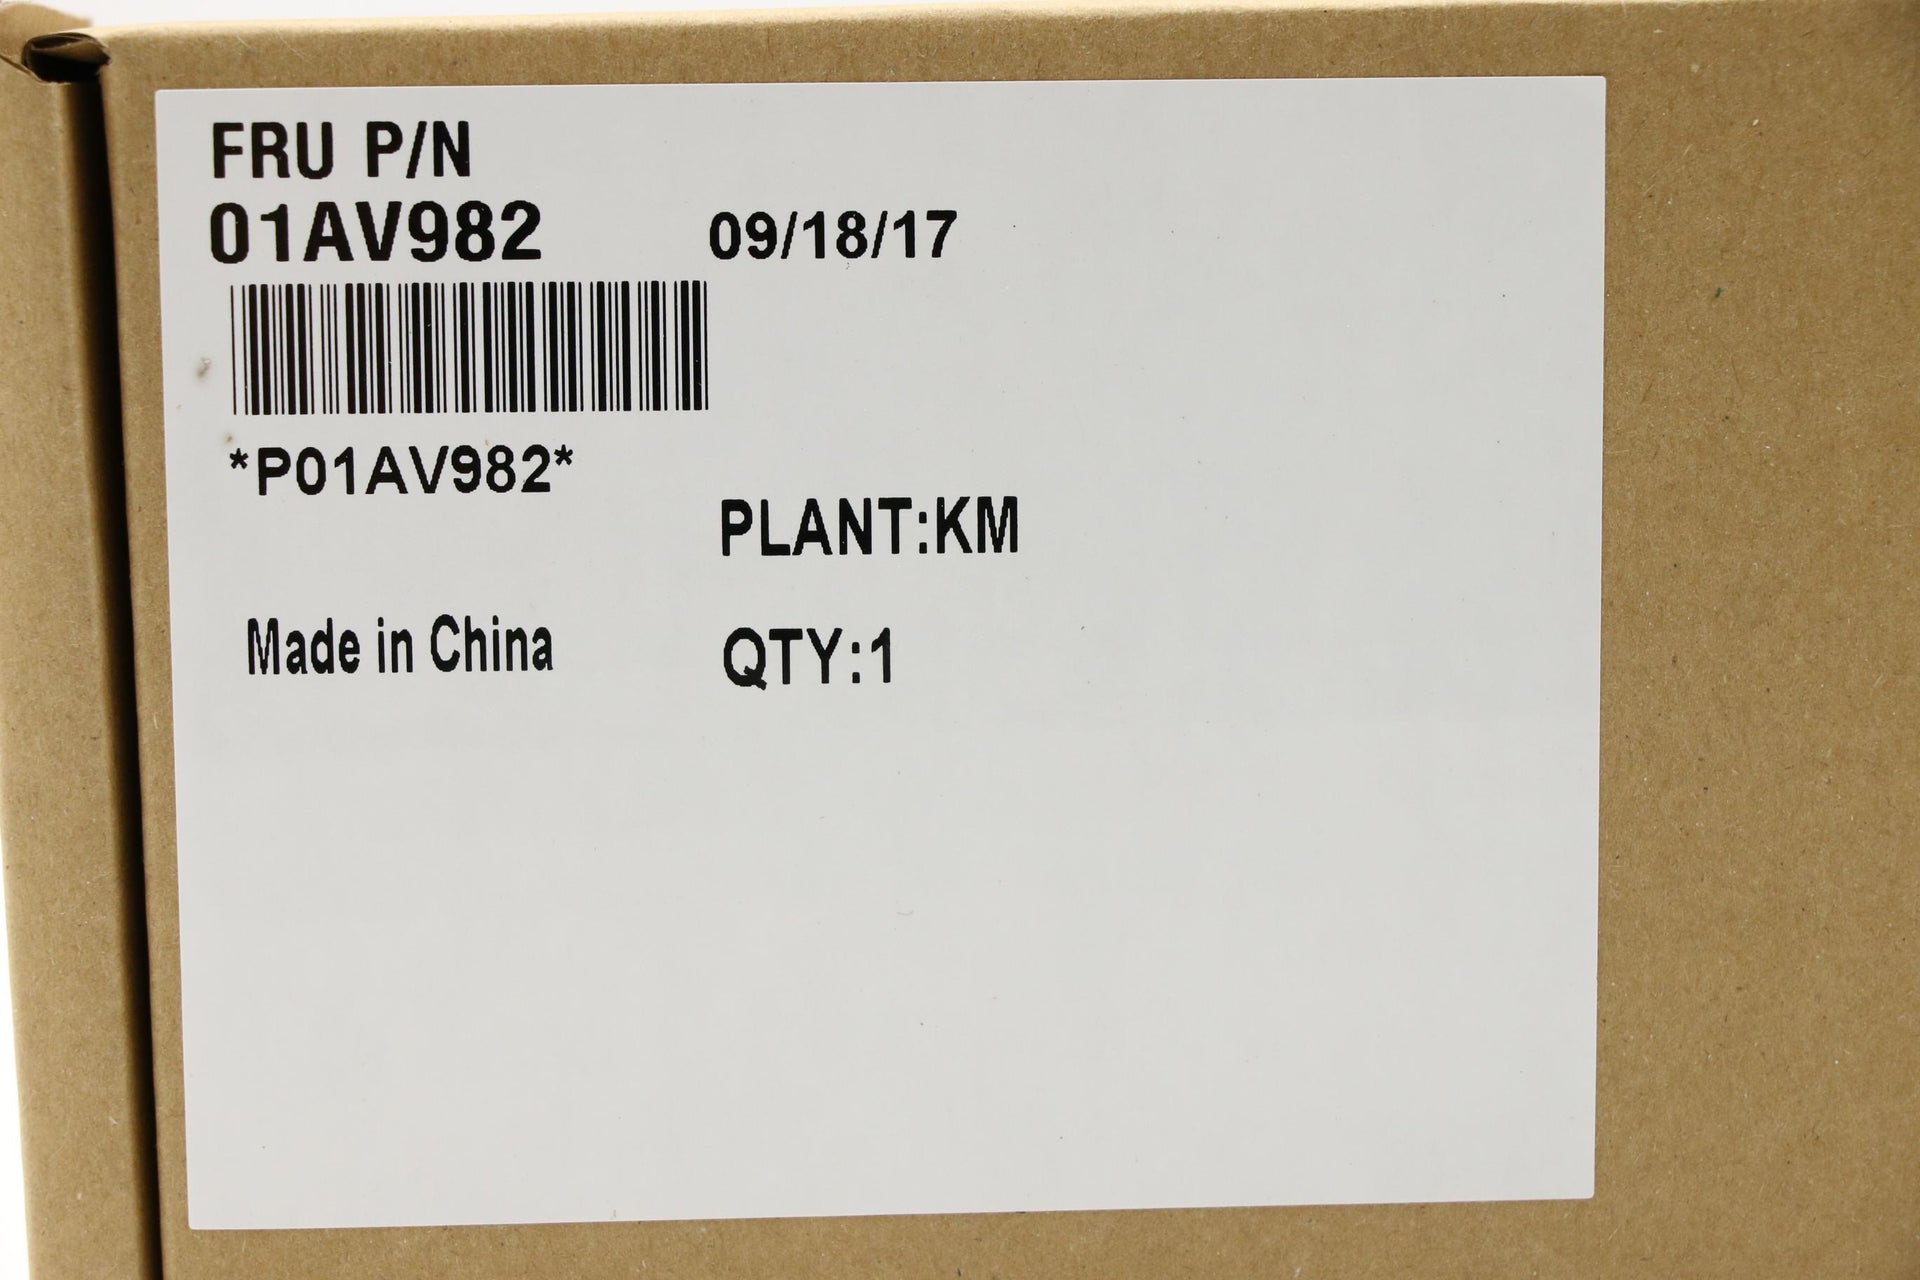 FRU P/N
01AV982 09/18/17
*P01AV982*
PLANT:KM
Made in China QTY:1